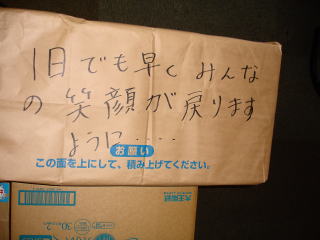 1日でも早く みんな
の 笑顔が戻ります
ように‥‥
お願い
この面を上にして、積み上げてください。
30